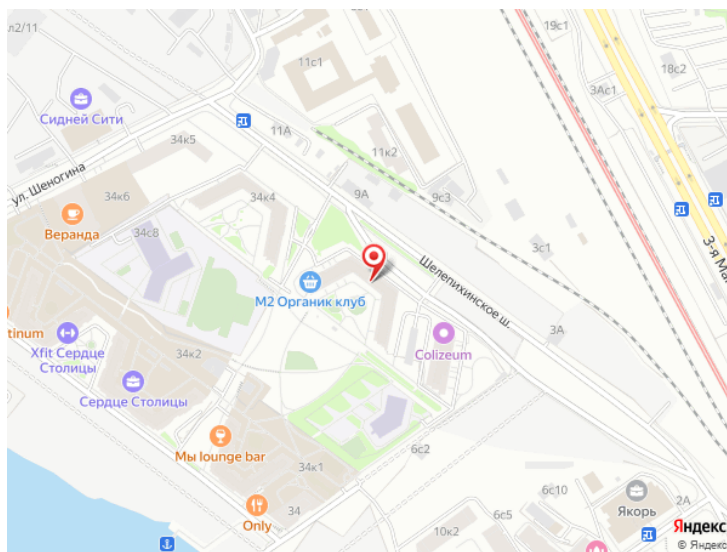 л2/11
11с1
19с1
3Ас1
18с2
Сидней Сити
34к5
11А
11к2
ул. Шеногина
34к6
34к4
9А
9с3
Веранда
34с8
3с1
3-я Ма
М2 Органик клуб
Шелепихинское ш.
3А
tinum
Xfit Сердце
Столицы
34к2
Colizeum
Сердце Столицы
Мы lounge bar
34к1
6с2
34
Only
10к2
6с5
6с10
Якорь
2А
Яндекс
© Яндекс